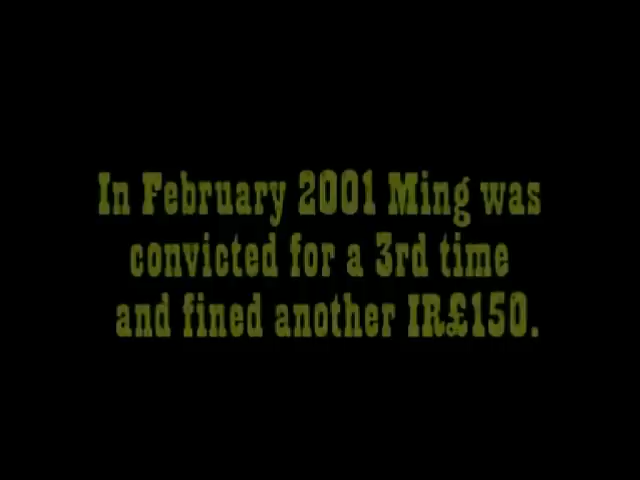 In February 2001 Ming was
convicted for a 3rd time
and fined another IR£150.